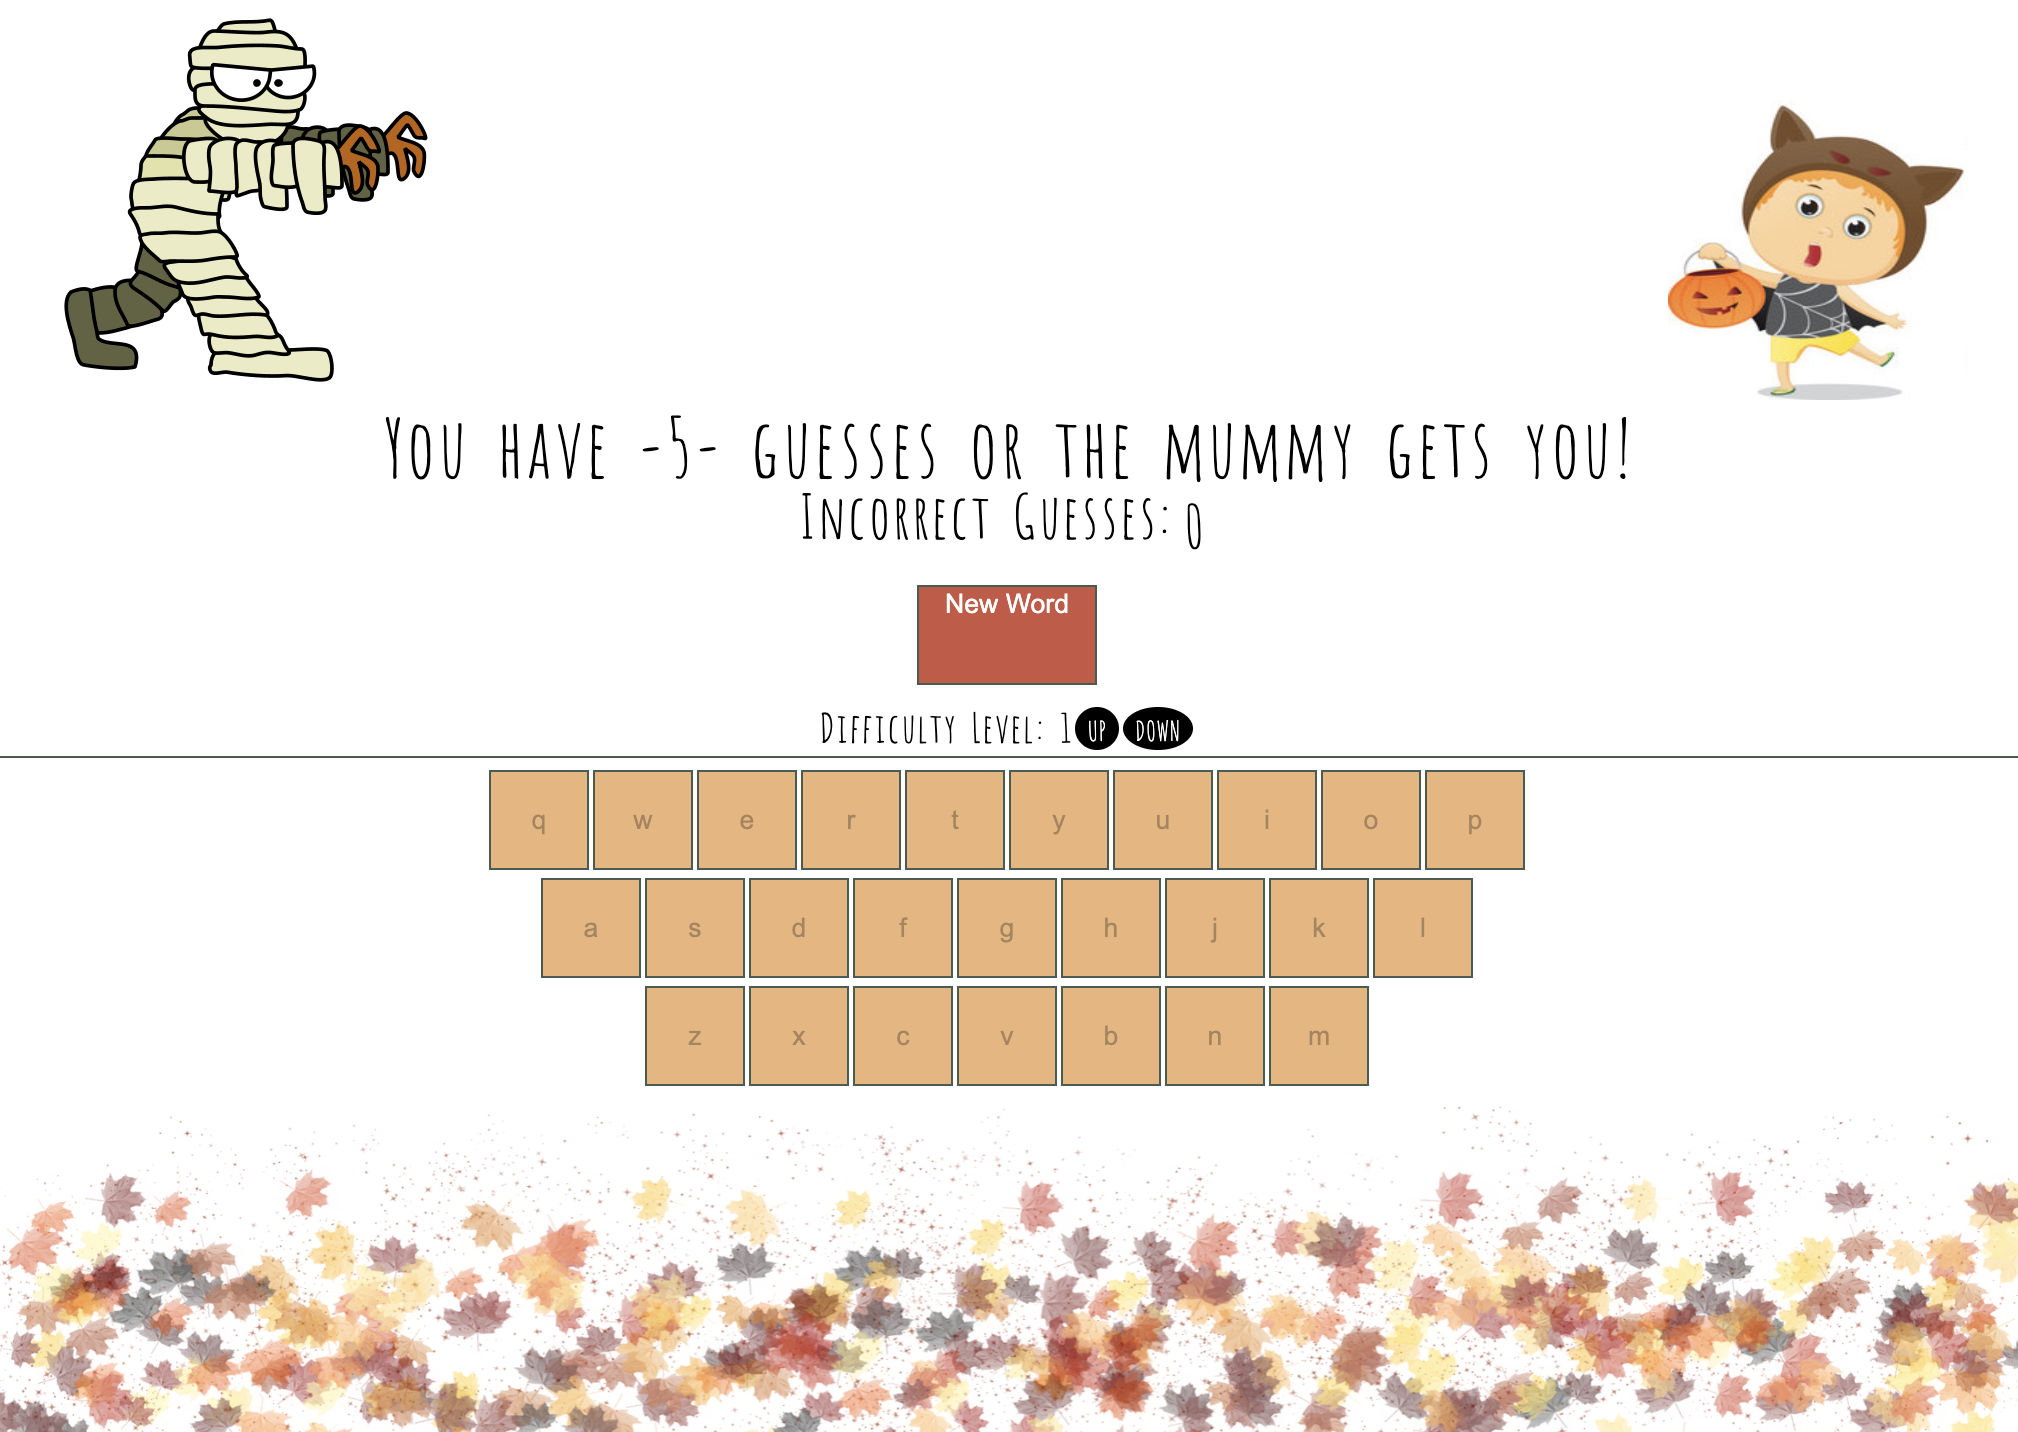 You have -5- guesses or the mummy gets you!
Incorrect Guesses: 0
New Word
Difficulty Level: 1 UP DOWN
q w e r t y u i o p
a s d f g h j k l
z x c v b n m